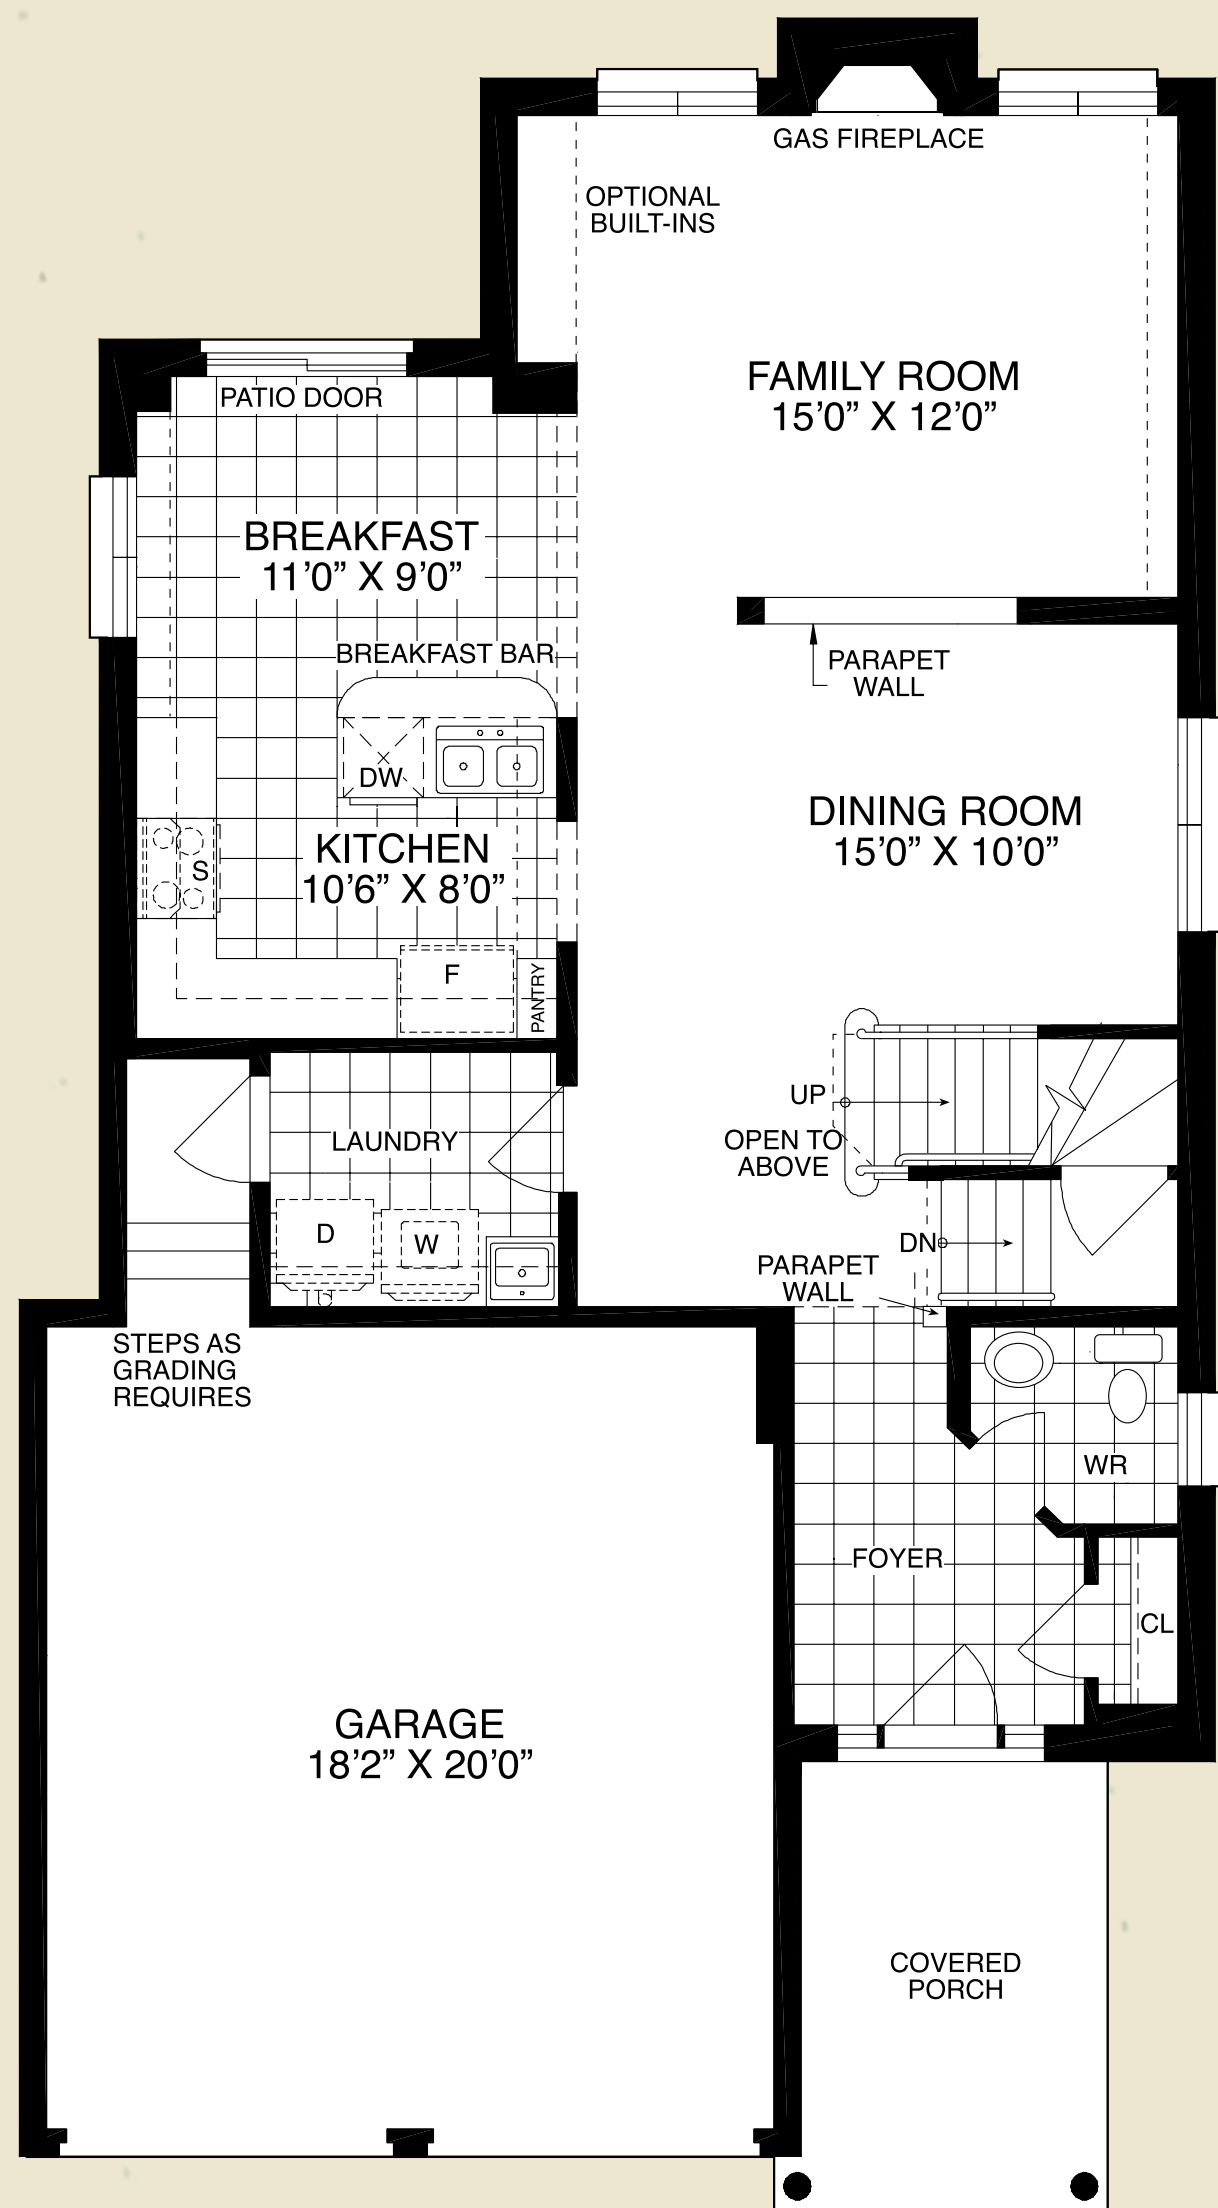 GAS FIREPLACE
OPTIONAL
BUILT-INS
FAMILY ROOM
15’0” X 12’0”
PATIO DOOR
BREAKFAST
11’0” X 9’0”
BREAKFAST BAR
PARAPET
WALL
DW
DINING ROOM
15’0” X 10’0”
KITCHEN
10’6” X 8’0”
S
F
PANTRY
UP
OPEN TO
ABOVE
LAUNDRY
D
W
DN
PARAPET
WALL
STEPS AS
GRADING
REQUIRES
WR
FOYER
CL
GARAGE
18’2” X 20’0”
COVERED
PORCH